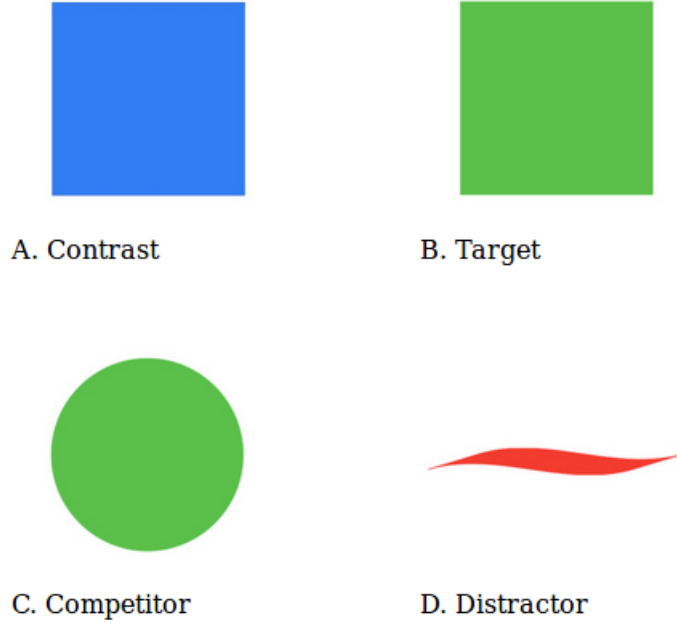 A. Contrast
B. Target
C. Competitor
D. Distractor